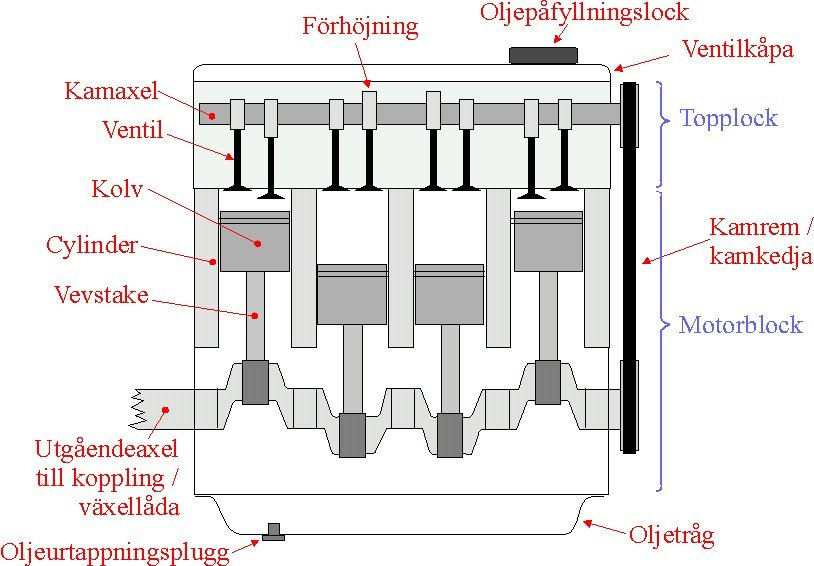 Oljepåfyllningslock
Förhöjning
Ventilkåpa
Kamaxel
Topplock
Ventil
Kolv
Kamrem /
kamkedja
Cylinder
Vevstake
Motorblock
Utgåendeaxel
till koppling /
växellåda
Oljetråg
Oljeurtappningsplugg